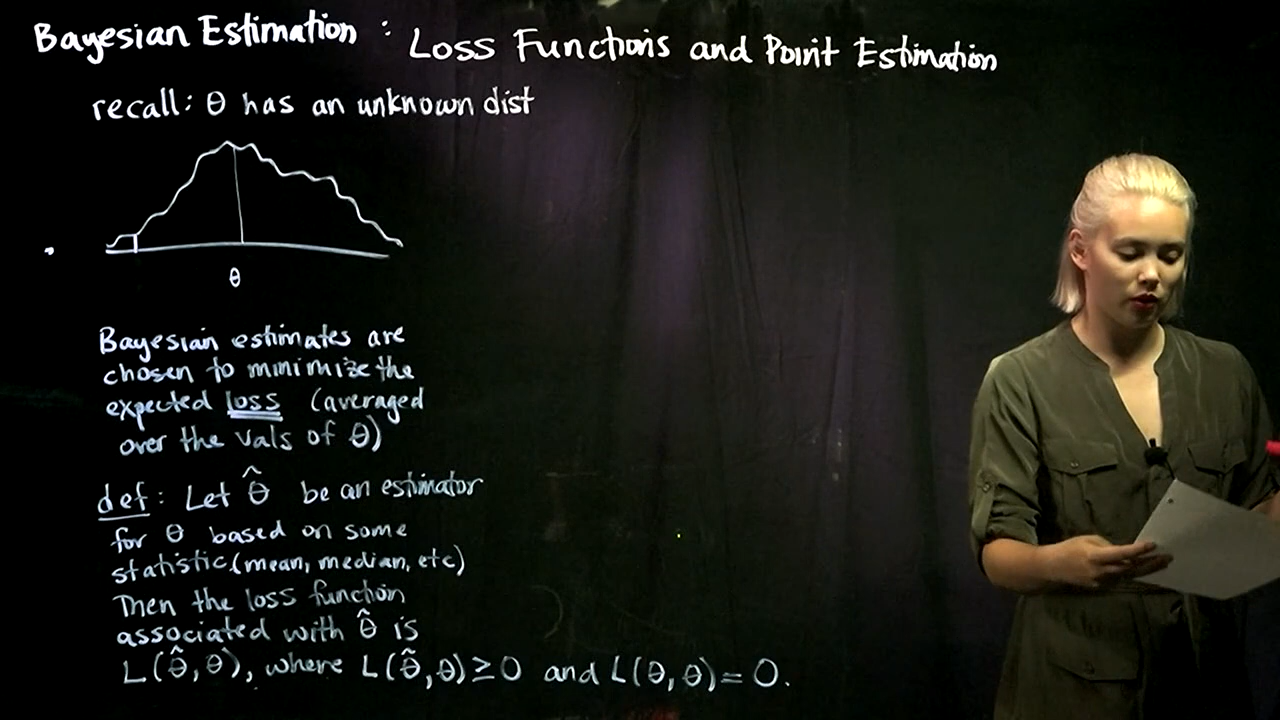 Bayesian Estimation : Loss Functions and Point Estimation
recall: θ has an unknown dist
θ
Bayesian estimates are
chosen to minimize the
expected loss (averaged
over the vals of θ)
def: Let θ̂ be an estimator
for θ based on some
statistic (mean, median, etc)
Then the loss function
associated with θ̂ is
L(θ̂, θ), where L(θ̂, θ) ≥ 0 and L(θ, θ) = 0.